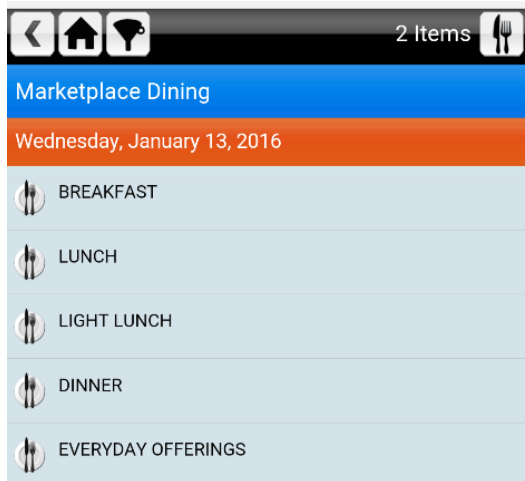 2 Items
Marketplace Dining
Wednesday, January 13, 2016
BREAKFAST
LUNCH
LIGHT LUNCH
DINNER
EVERYDAY OFFERINGS